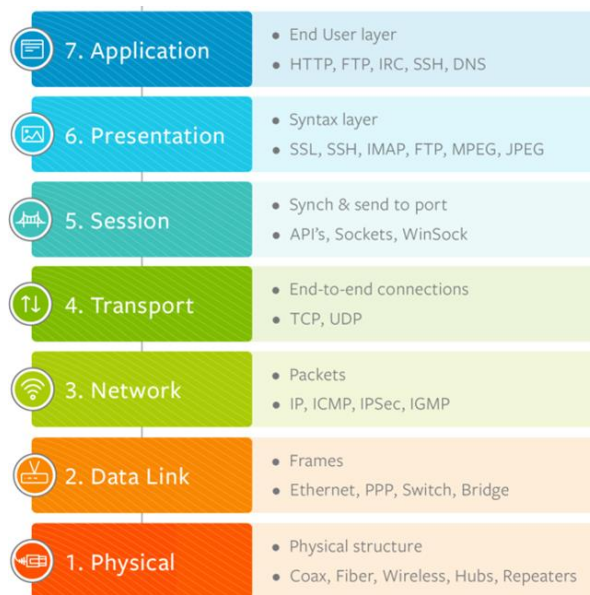 7. Application
• End User layer
• HTTP, FTP, IRC, SSH, DNS
6. Presentation
• Syntax layer
• SSL, SSH, IMAP, FTP, MPEG, JPEG
5. Session
• Synch & send to port
• API's, Sockets, WinSock
4. Transport
• End-to-end connections
• TCP, UDP
3. Network
• Packets
• IP, ICMP, IPSec, IGMP
2. Data Link
• Frames
• Ethernet, PPP, Switch, Bridge
1. Physical
• Physical structure
• Coax, Fiber, Wireless, Hubs, Repeaters